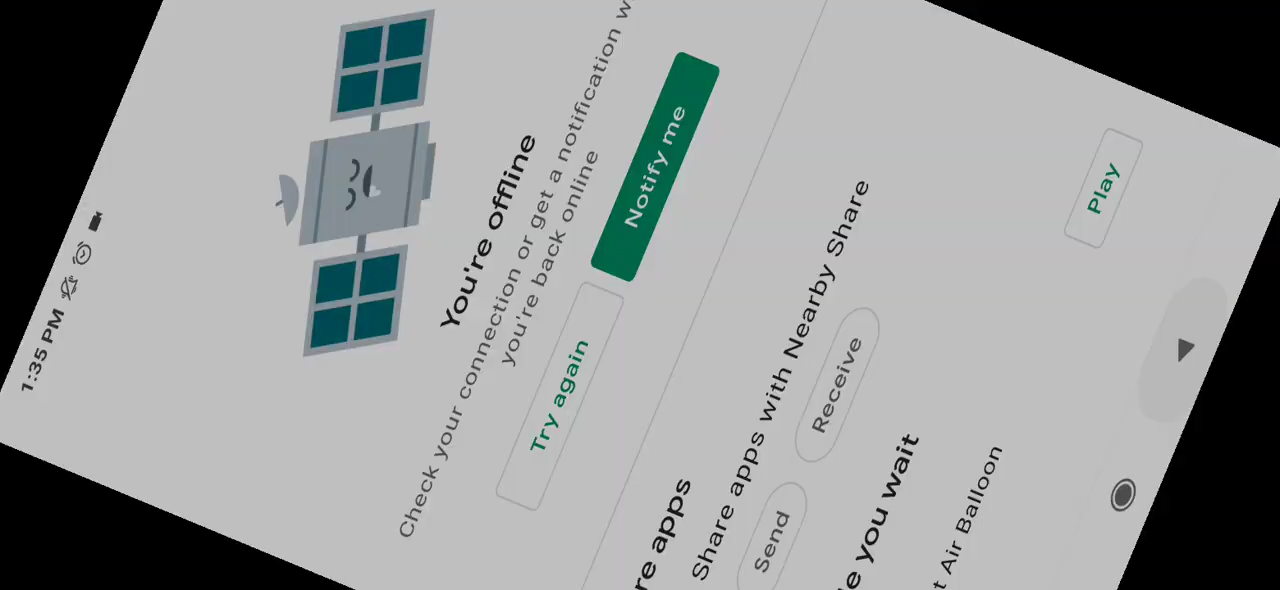 1:35 PM
You're offline
Check your connection or get a notification
you're back online
Try again
Notify me
apps
Share apps with Nearby Share
Send
Receive
you wait
Air Balloon
Play